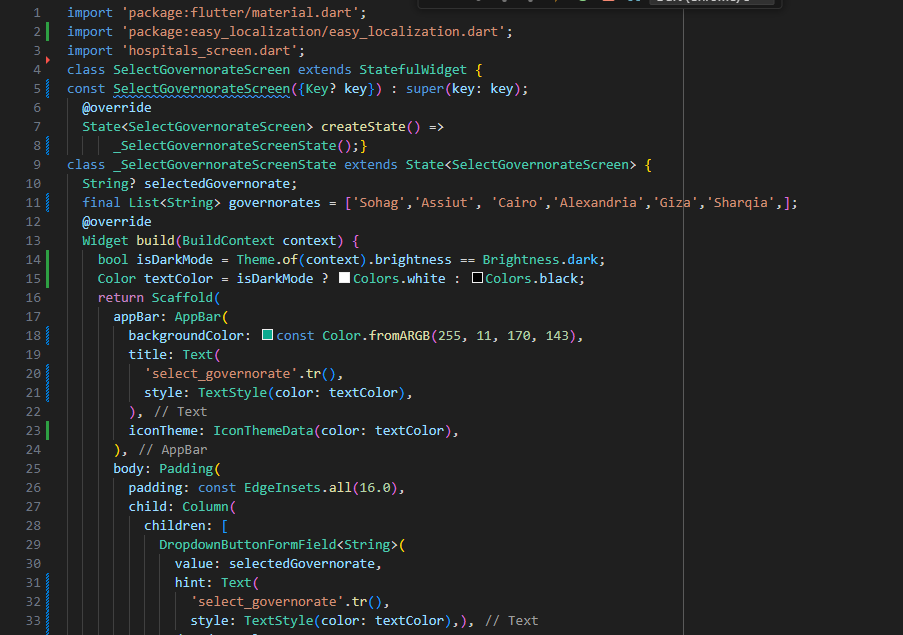 1 import 'package:flutter/material.dart';
2 import 'package:easy_localization/easy_localization.dart';
3 import 'hospitals_screen.dart';
4 class SelectGovernorateScreen extends StatefulWidget {
5 const SelectGovernorateScreen({Key? key}) : super(key: key);
6 @override
7 State<SelectGovernorateScreen> createState() =>
8 _SelectGovernorateScreenState();}
9 class _SelectGovernorateScreenState extends State<SelectGovernorateScreen> {
10 String? selectedGovernorate;
11 final List<String> governorates = ['Sohag','Assiut', 'Cairo','Alexandria','Giza','Sharqia',];
12 @override
13 Widget build(BuildContext context) {
14 bool isDarkMode = Theme.of(context).brightness == Brightness.dark;
15 Color textColor = isDarkMode ? Colors.white : Colors.black;
16 return Scaffold(
17 appBar: AppBar(
18 backgroundColor: const Color.fromARGB(255, 11, 170, 143),
19 title: Text(
20 'select_governorate'.tr(),
21 style: TextStyle(color: textColor),
22 ), // Text
23 iconTheme: IconThemeData(color: textColor),
24 ), // AppBar
25 body: Padding(
26 padding: const EdgeInsets.all(16.0),
27 child: Column(
28 children: [
29 DropdownButtonFormField<String>(
30 value: selectedGovernorate,
31 hint: Text(
32 'select_governorate'.tr(),
33 style: TextStyle(color: textColor),), // Text